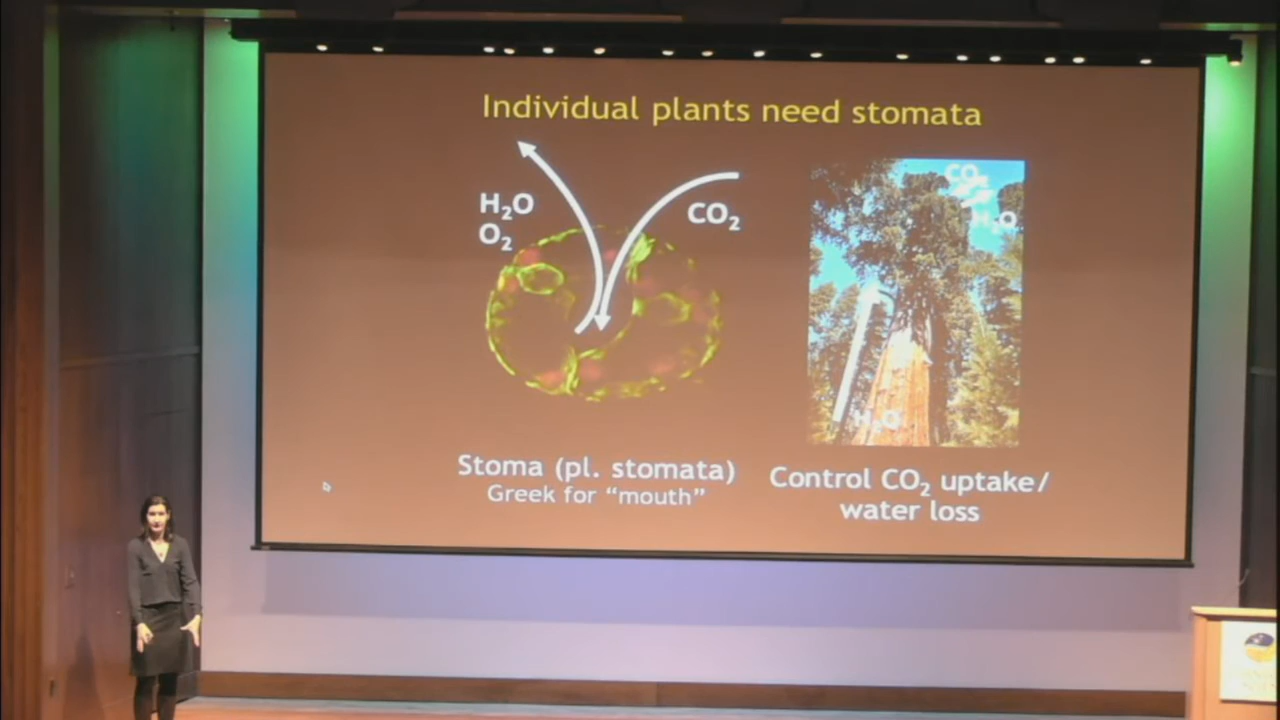 Individual plants need stomata
H₂O
O₂
CO₂
CO₂
H₂O
H₂O
Stoma (pl. stomata)
Greek for “mouth”
Control CO₂ uptake/
water loss